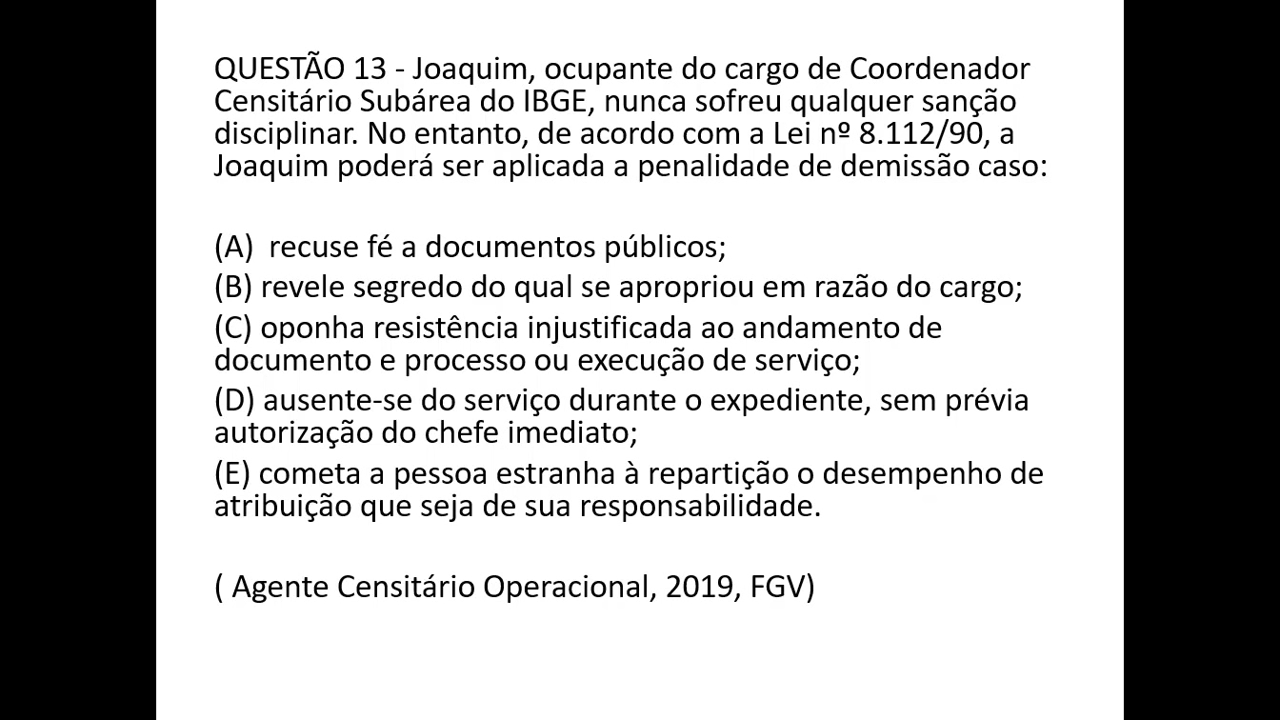 QUESTÃO 13 - Joaquim, ocupante do cargo de Coordenador
Censitário Subárea do IBGE, nunca sofreu qualquer sanção
disciplinar. No entanto, de acordo com a Lei nº 8.112/90, a
Joaquim poderá ser aplicada a penalidade de demissão caso:
(A)  recuse fé a documentos públicos;
(B) revele segredo do qual se apropriou em razão do cargo;
(C) oponha resistência injustificada ao andamento de
documento e processo ou execução de serviço;
(D) ausente-se do serviço durante o expediente, sem prévia
autorização do chefe imediato;
(E) cometa a pessoa estranha à repartição o desempenho de
atribuição que seja de sua responsabilidade.
( Agente Censitário Operacional, 2019, FGV)